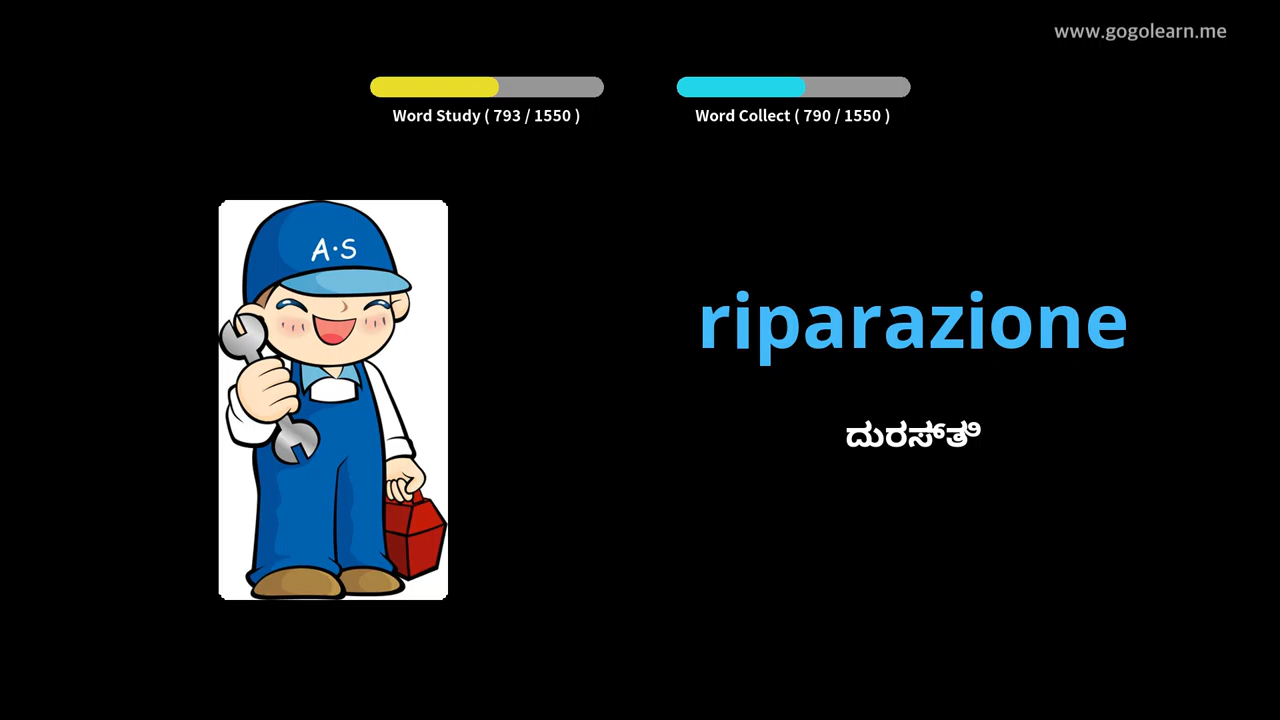 www.gogolearn.me
Word Study ( 793 / 1550 )
Word Collect ( 790 / 1550 )
A·S
riparazione
ದುರಸ್ತಿ